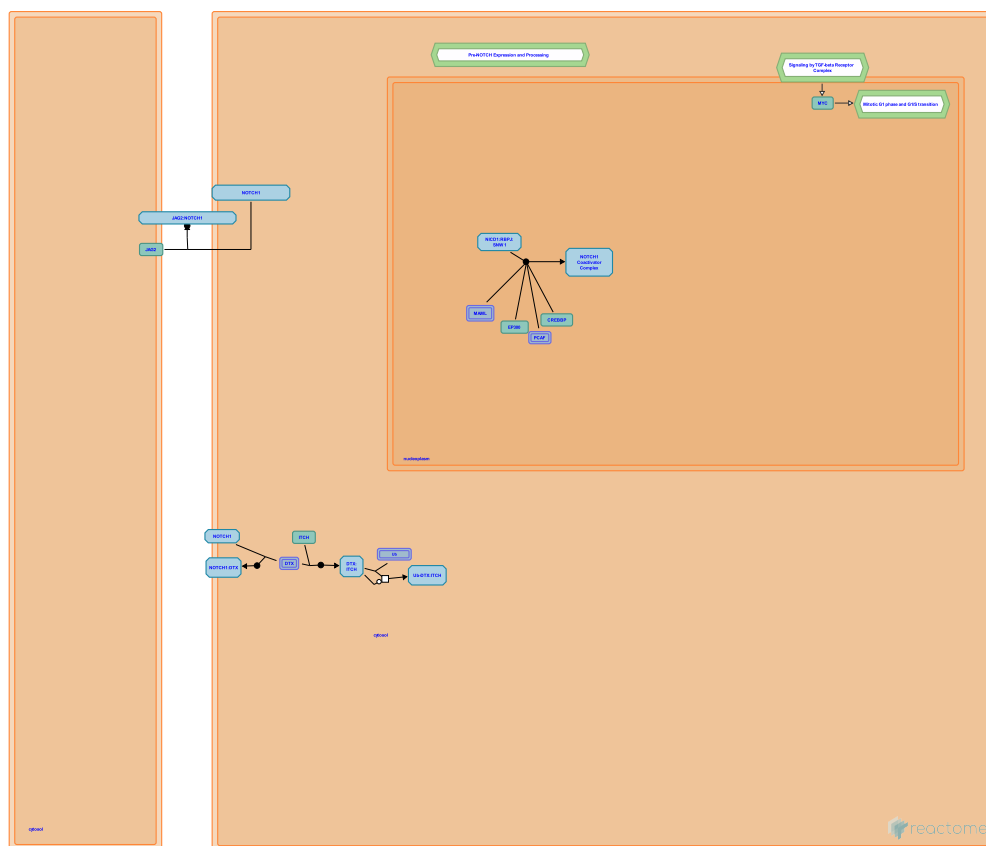 Pre-NOTCH Expression and Processing
Signaling by TGF-beta Receptor
Complex
MYC
Mitotic G1 phase and G1/S transition
NOTCH1
JAG2:NOTCH1
JAG2
NICD1:RBPJ:
SNW1
NOTCH1
Coactivator
Complex
MAML
CREBBP
EP300
PCAF
nucleoplasm
NOTCH1
ITCH
Ub
NOTCH1:DTX
DTX
DTX:
ITCH
Ub:DTX:ITCH
cytosol
cytosol
reactome